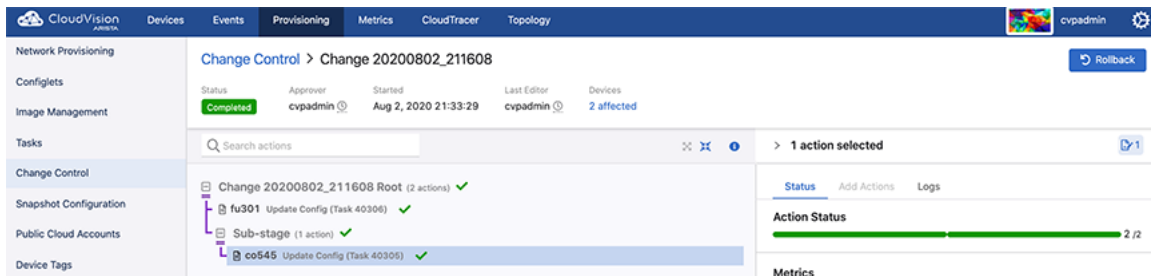 CloudVision
ARISTA
Devices
Events
Provisioning
Metrics
CloudTracer
Topology
cvpadmin
Network Provisioning
Configlets
Image Management
Tasks
Change Control
Snapshot Configuration
Public Cloud Accounts
Device Tags
Change Control > Change 20200802_211608
Rollback
Status
Approver
Started
Last Editor
Devices
Completed
cvpadmin
Aug 2, 2020 21:33:29
cvpadmin
2 affected
Search actions
> 1 action selected
1
Change 20200802_211608 Root (2 actions)
fu301 Update Config (Task 40306)
Sub-stage (1 action)
co545 Update Config (Task 40305)
Status
Add Actions
Logs
Action Status
2 /2
Metrics